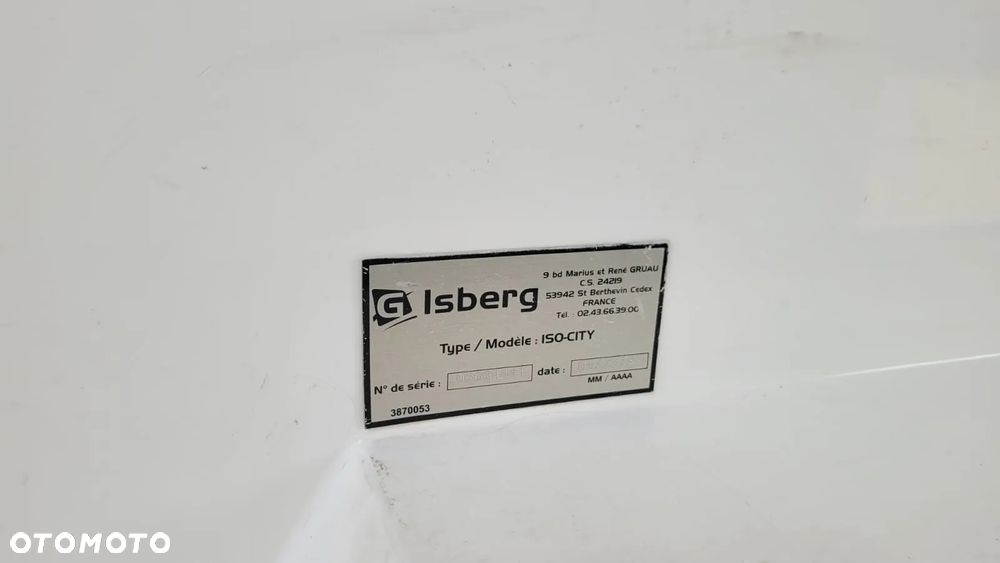 9 bd Marius et René GRUAU
C.S. 24219
53942 St Berthevin Cedex
FRANCE
Tél. : 02.43.66.39.00
G Isberg
Type / Modèle : ISO-CITY
N° de série :
date :
MM / AAAA
3870053
OTOMOTO